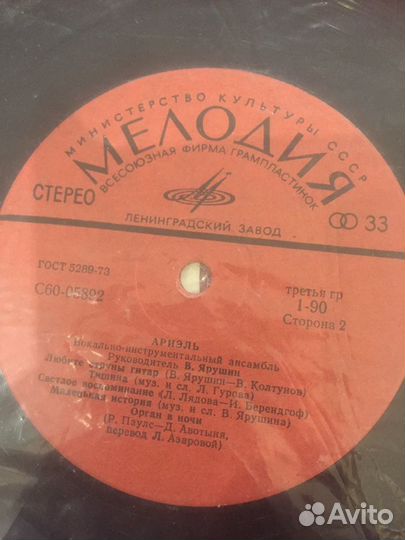 МИНИСТЕРСТВО КУЛЬТУРЫ СССР
МЕЛОДИЯ
ВСЕСОЮЗНАЯ ФИРМА ГРАМПЛАСТИНОК
СТЕРЕО
33
ЛЕНИНГРАДСКИЙ ЗАВОД
ГОСТ 5289-73
С60-05892
третья гр
1-90
Сторона 2
АРИЭЛЬ
Вокально-инструментальный ансамбль
Руководитель В. Ярушин
Любите струны гитар (В. Ярушин—В. Колтунов)
Тишина (муз. и сл. Л. Гурова)
Светлое воспоминание (Л. Лядова—И. Берендгоф)
Маленькая история (муз. и сл. В. Ярушина)
Орган в ночи
(Р. Паулс—Д. Авотыня,
перевод Л. Азаровой)
Avito